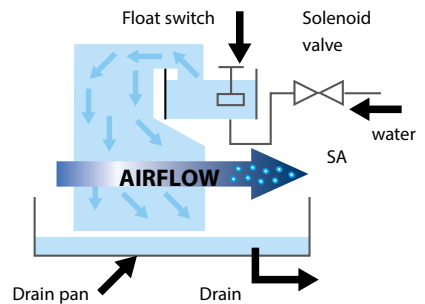 Float switch
Solenoid
valve
water
SA
AIRFLOW
Drain pan
Drain